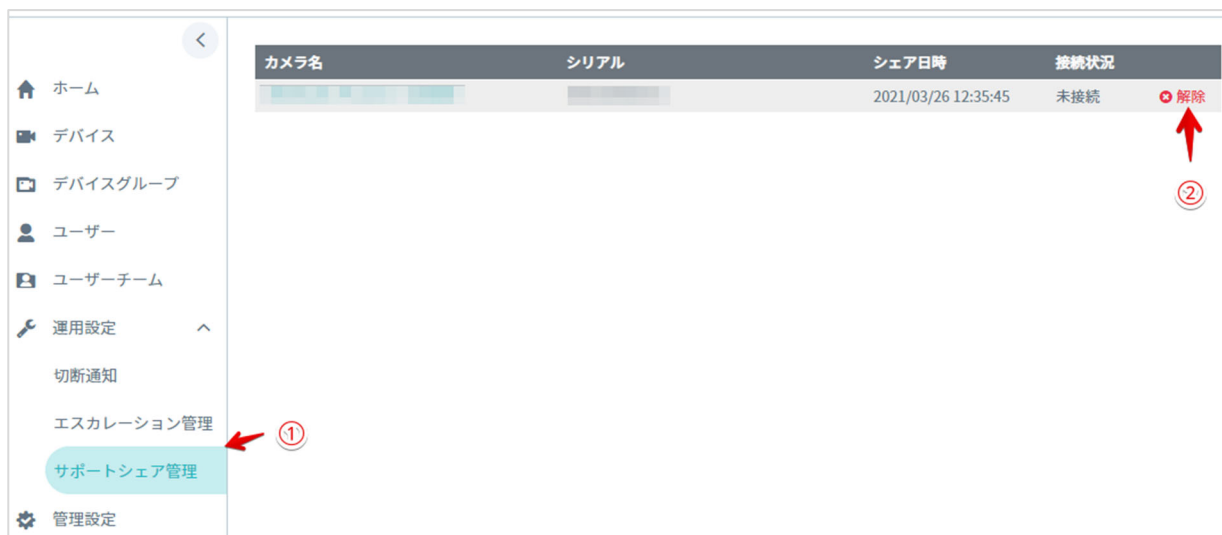 カメラ名 シリアル シェア日時 接続状況
2021/03/26 12:35:45 未接続 解除
②
ホーム
デバイス
デバイスグループ
ユーザー
ユーザーチーム
運用設定
切断通知
エスカレーション管理
①
サポートシェア管理
管理設定